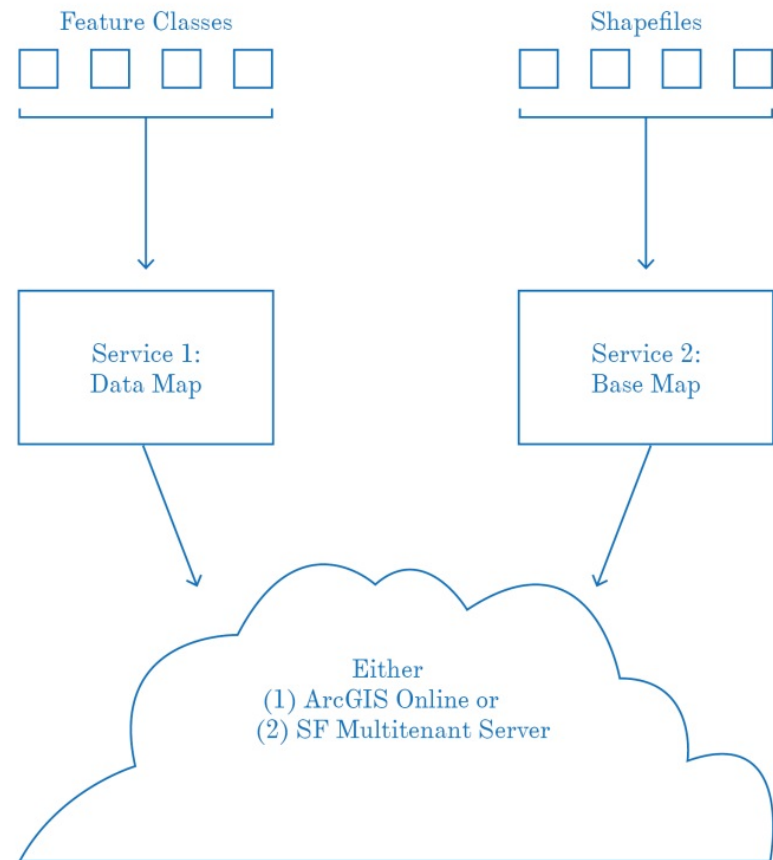 Feature Classes
Shapefiles
Service 1:
Data Map
Service 2:
Base Map
Either
(1) ArcGIS Online or
(2) SF Multitenant Server